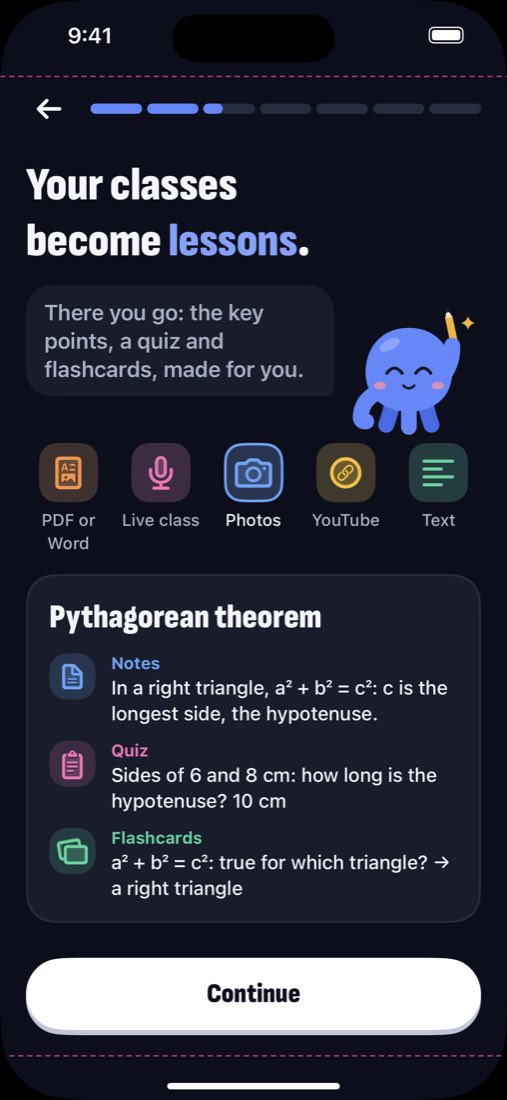 9:41
Your classes
become lessons.
There you go: the key
points, a quiz and
flashcards, made for you.
PDF or
Word
Live class
Photos
YouTube
Text
Pythagorean theorem
Notes
In a right triangle, a² + b² = c²: c is the
longest side, the hypotenuse.
Quiz
Sides of 6 and 8 cm: how long is the
hypotenuse? 10 cm
Flashcards
a² + b² = c²: true for which triangle? →
a right triangle
Continue